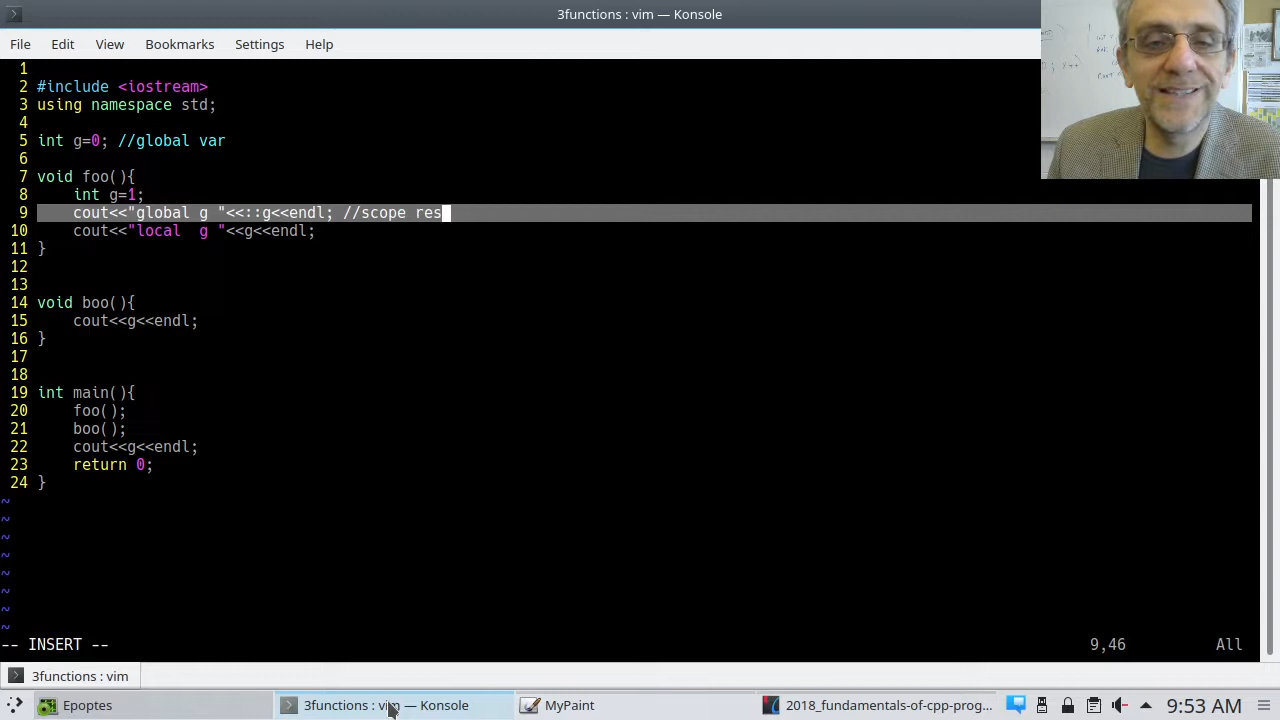 3functions : vim — Konsole
File Edit View Bookmarks Settings Help
1
2 #include <iostream>
3 using namespace std;
4
5 int g=0; //global var
6
7 void foo(){
8     int g=1;
9     cout<<"global g "<<::g<<endl; //scope res
10     cout<<"local  g "<<g<<endl;
11 }
12
13
14 void boo(){
15     cout<<g<<endl;
16 }
17
18
19 int main(){
20     foo();
21     boo();
22     cout<<g<<endl;
23     return 0;
24 }
~
~
~
~
~
~
~
~
-- INSERT -- 9,46 All
3functions : vim
Epoptes 3functions : vim — Konsole MyPaint 2018_fundamentals-of-cpp-prog... 9:53 AM